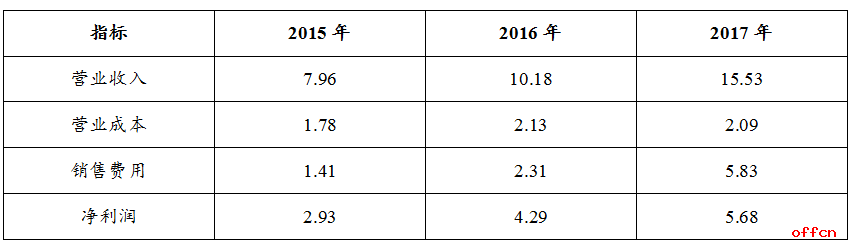 指标 2015 年 2016 年 2017 年
营业收入 7.96 10.18 15.53
营业成本 1.78 2.13 2.09
销售费用 1.41 2.31 5.83
净利润 2.93 4.29 5.68
offcn